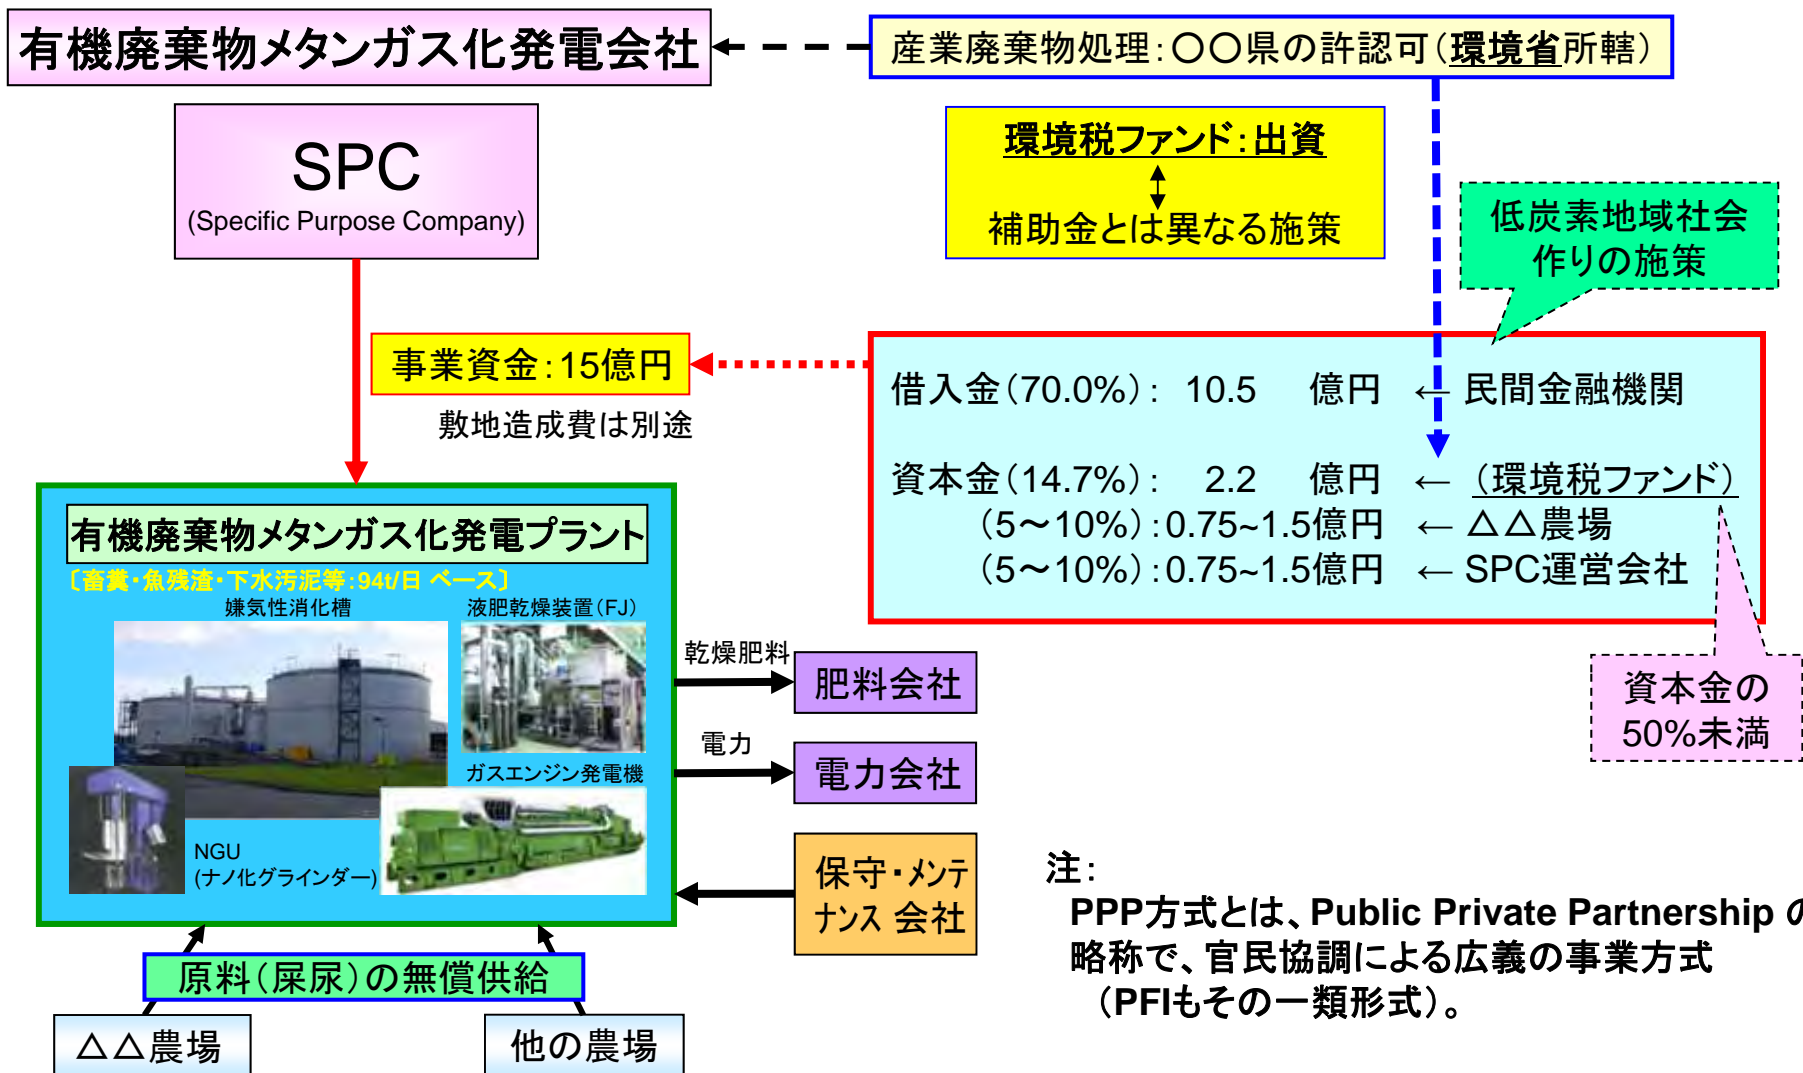 有機廃棄物メタンガス化発電会社
産業廃棄物処理：〇〇県の許認可（環境省所轄）
SPC
(Specific Purpose Company)
環境税ファンド：出資
補助金とは異なる施策
低炭素地域社会
作りの施策
事業資金：15億円
敷地造成費は別途
借入金（70.0%）： 10.5 億円 ← 民間金融機関
資本金（14.7%）： 2.2 億円 ← （環境税ファンド）
（5～10%）：0.75~1.5億円 ← △△農場
（5～10%）：0.75~1.5億円 ← SPC運営会社
資本金の
50%未満
有機廃棄物メタンガス化発電プラント
〔畜糞・魚残渣・下水汚泥等：94t/日 ベース〕
嫌気性消化槽
液肥乾燥装置（FJ）
ガスエンジン発電機
NGU
(ナノ化グラインダー)
乾燥肥料
肥料会社
電力
電力会社
保守・メンテ
ナンス 会社
原料（屎尿）の無償供給
△△農場
他の農場
注：
PPP方式とは、Public Private Partnership の
略称で、官民協調による広義の事業方式
（PFIもその一類形式）。